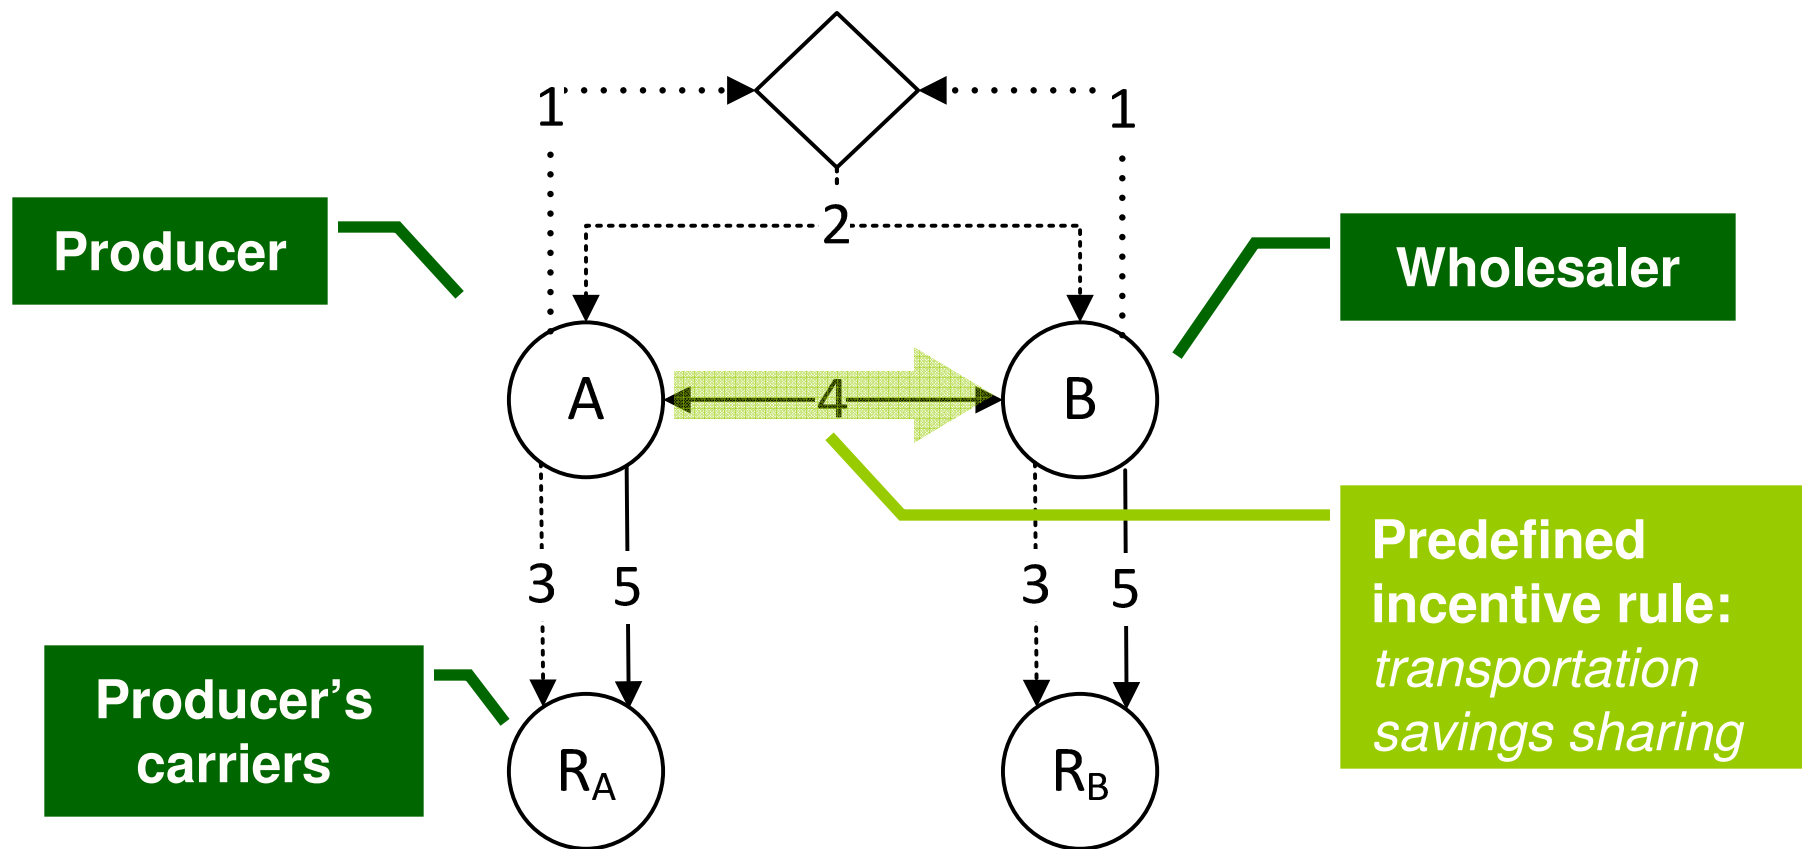 1
1
2
Producer
Wholesaler
A
4
B
3
5
3
5
Predefined
incentive rule:
transportation
savings sharing
Producer’s
carriers
RA
RB